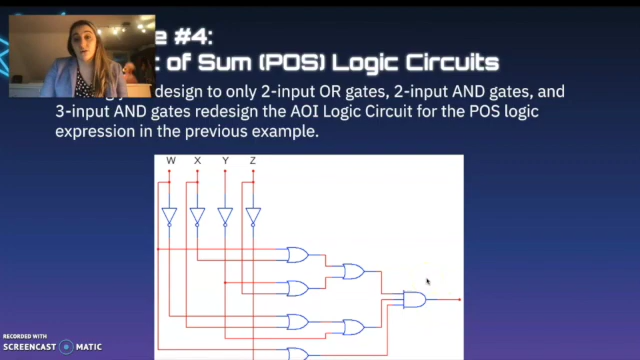 e #4:
t of Sum (POS) Logic Circuits
design to only 2-input OR gates, 2-input AND gates, and
3-input AND gates redesign the AOI Logic Circuit for the POS logic
expression in the previous example.
W X Y Z
RECORDED WITH
SCREENCAST MATIC